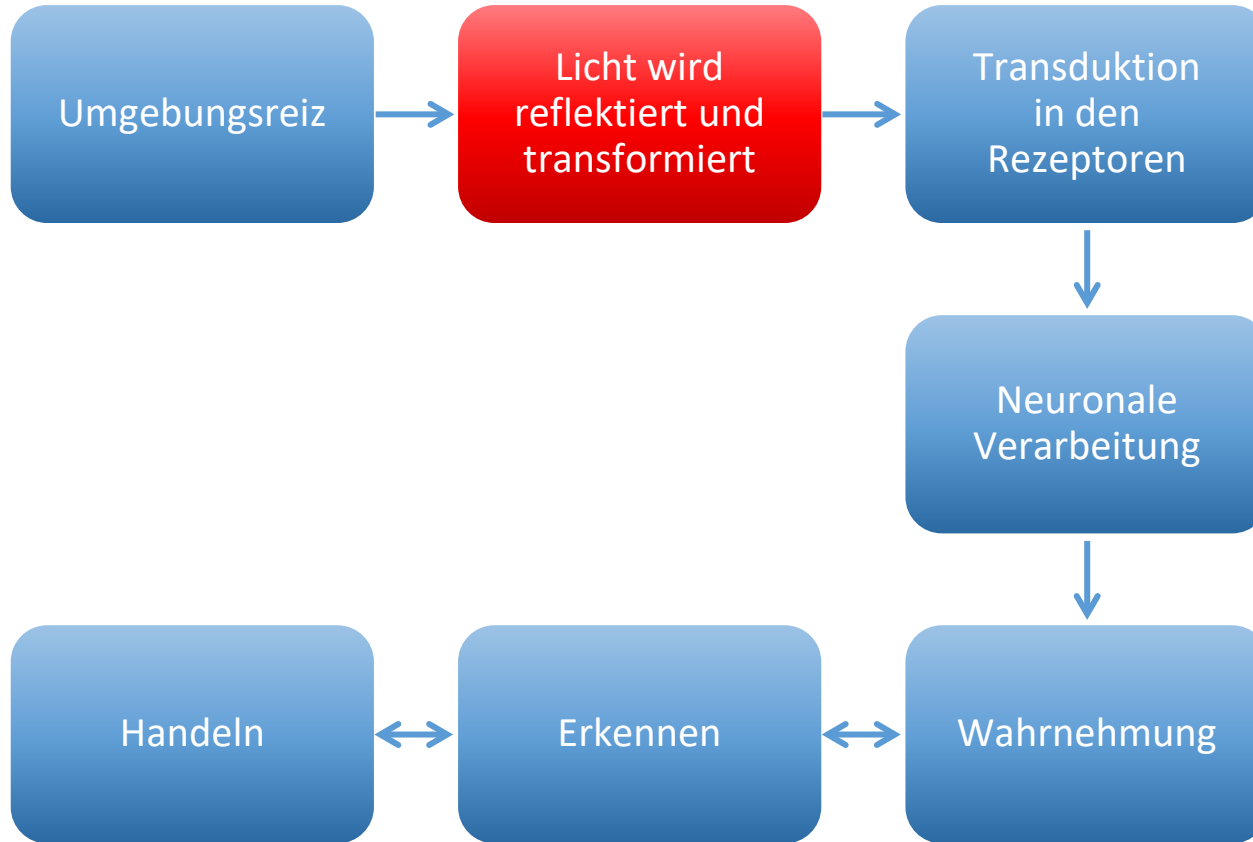 Umgebungsreiz
Licht wird
reflektiert und
transformiert
Transduktion
in den
Rezeptoren
Neuronale
Verarbeitung
Wahrnehmung
Erkennen
Handeln